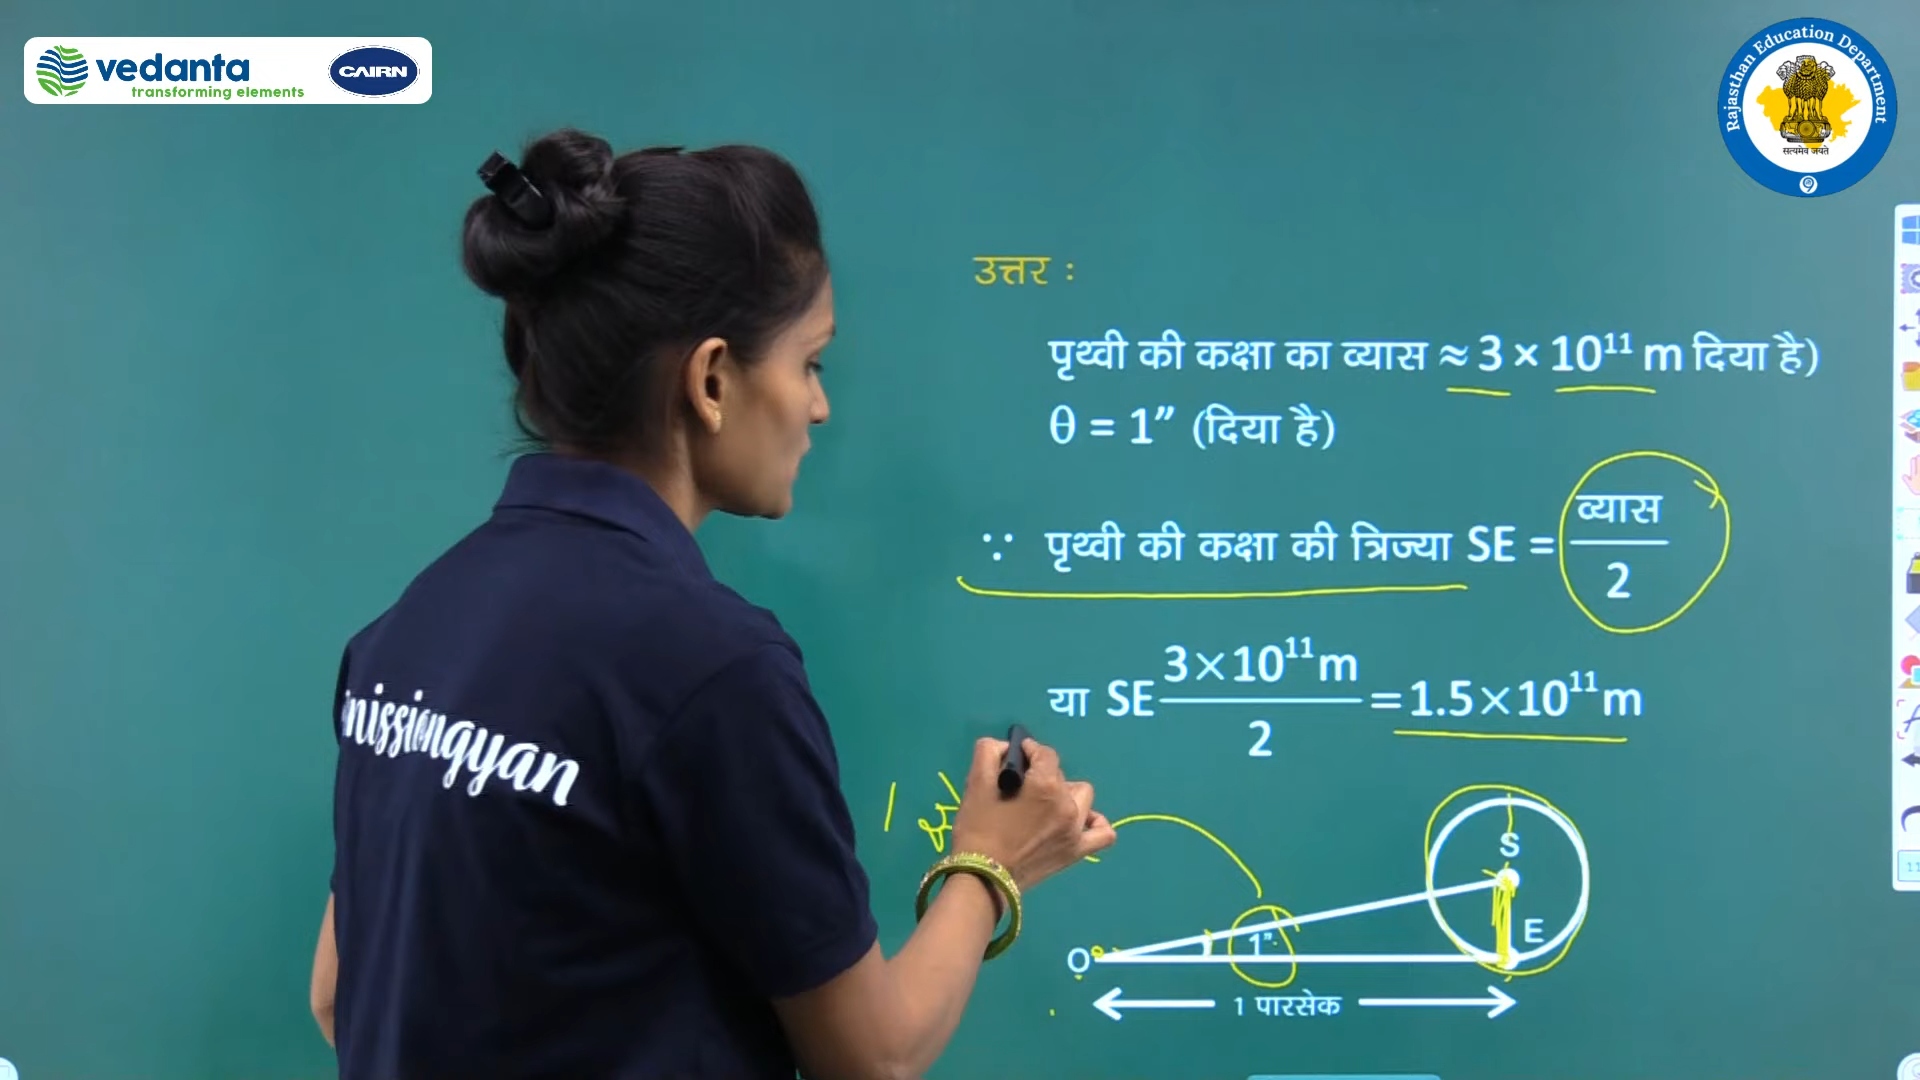 vedanta
transforming elements
CAIRN
Rajasthan Education Department
सत्यमेव जयते
उत्तर :
पृथ्वी की कक्षा का व्यास ≈ 3 × 10¹¹ m दिया है)
θ = 1” (दिया है)
∵ पृथ्वी की कक्षा की त्रिज्या SE = व्यास/2
या SE 3×10¹¹m/2 = 1.5×10¹¹m
missiongyan
S
E
1”
O
1 पारसेक